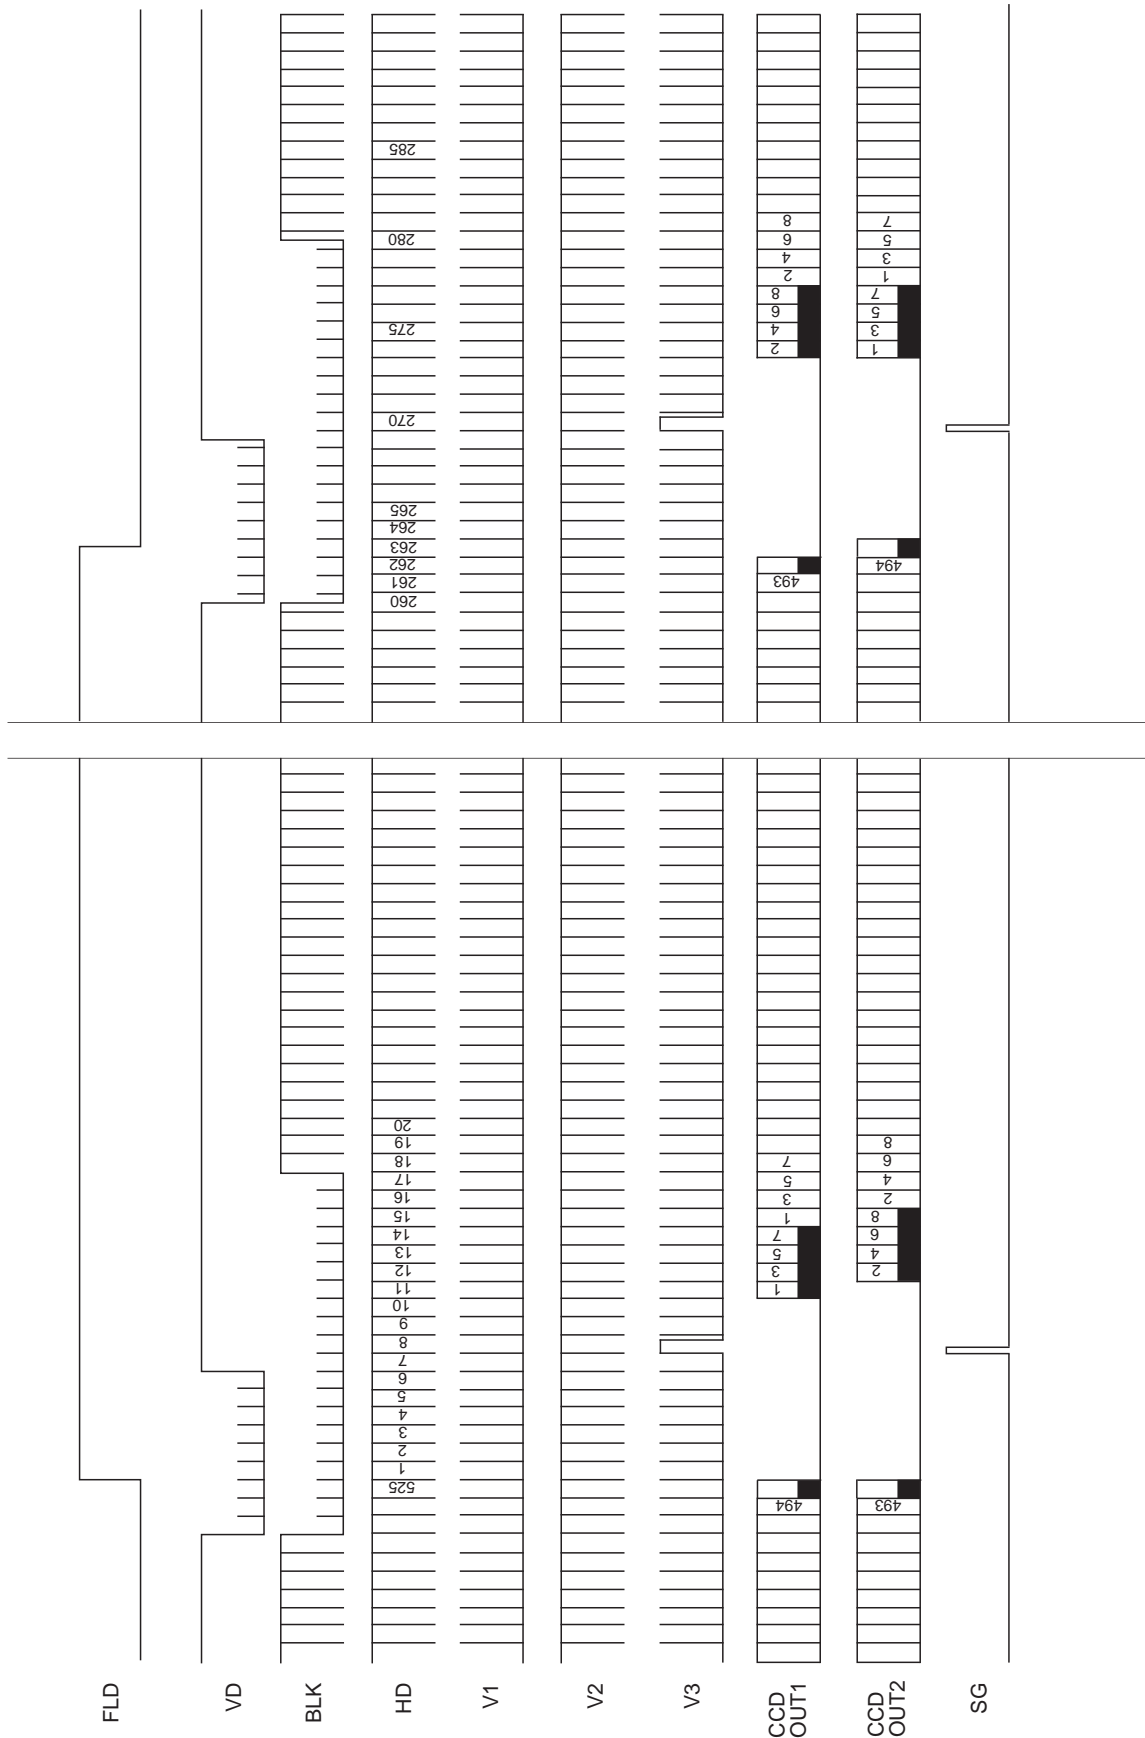 FLD
VD
BLK
HD
525 1 2 3 4 5 6 7 8 9 10 11 12 13 14 15 16 17 18 19 20 260 261 262 263 264 265 270 275 280 285
V1
V2
V3
CCD
OUT1
494 1 3 5 7 1 3 5 7 493 2 4 6 8 2 4 6 8
CCD
OUT2
493 2 4 6 8 2 4 6 8 494 1 3 5 7 1 3 5 7
SG